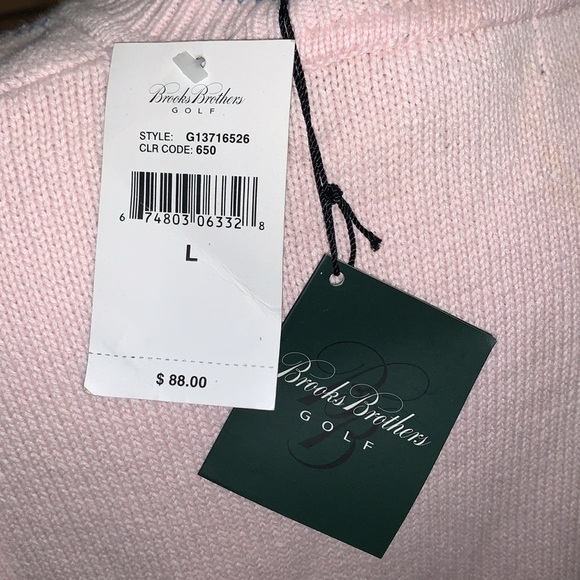 Brooks Brothers
GOLF
STYLE: G13716526
CLR CODE: 650
6 74803 06332 8
L
$ 88.00
Brooks Brothers
GOLF